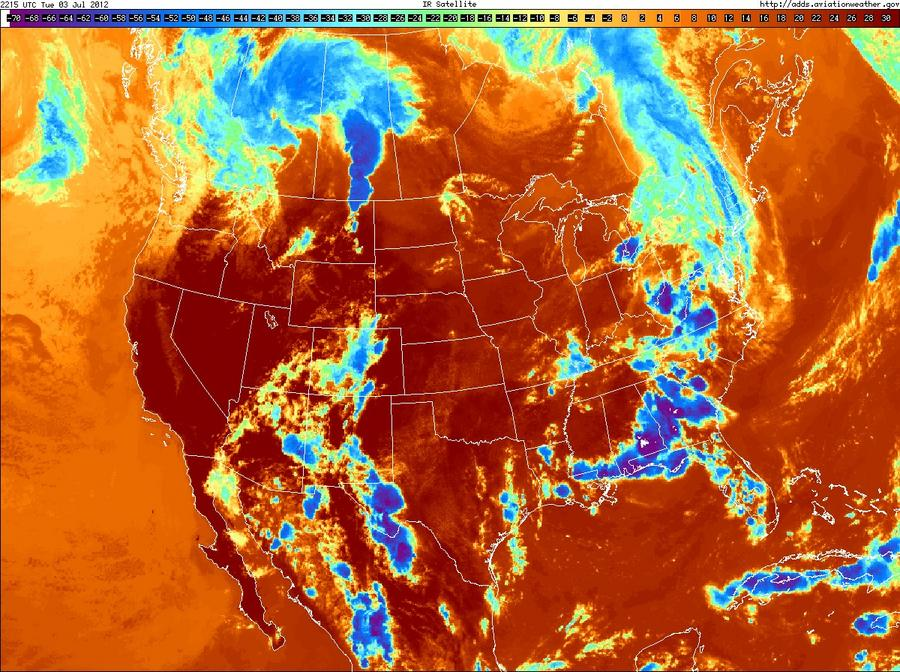 2215 UTC Tue 03 Jul 2012 IR Satellite http://adds.aviationweather.gov
-70 -68 -66 -64 -62 -60 -58 -56 -54 -52 -50 -48 -46 -44 -42 -40 -38 -36 -34 -32 -30 -28 -26 -24 -22 -20 -18 -16 -14 -12 -10 -8 -6 -4 -2 0 2 4 6 8 10 12 14 16 18 20 22 24 26 28 30